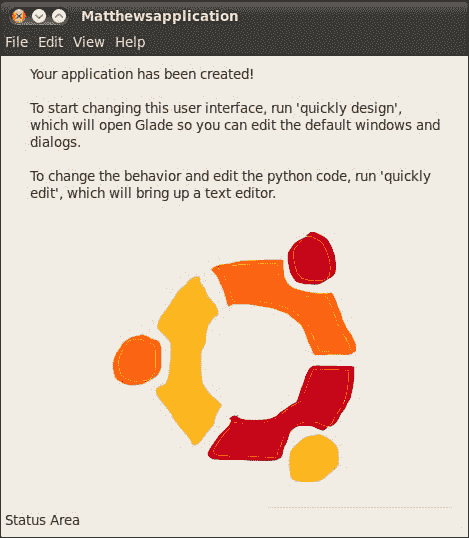 Matthewsapplication
File Edit View Help
Your application has been created!
To start changing this user interface, run 'quickly design',
which will open Glade so you can edit the default windows and
dialogs.
To change the behavior and edit the python code, run 'quickly
edit', which will bring up a text editor.
Status Area